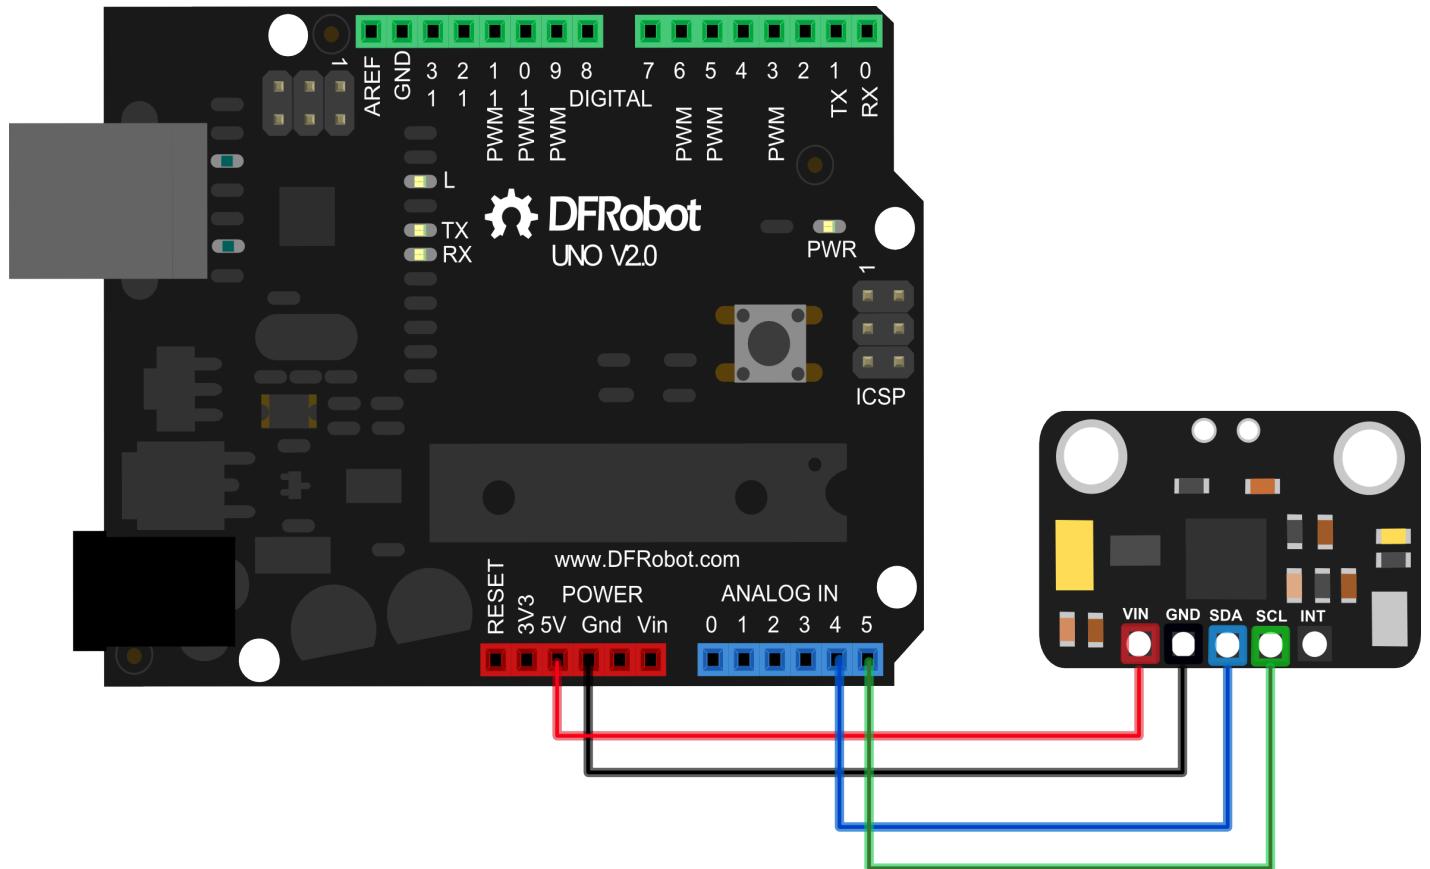 1
AREF
GND
3 2 1 0 9 8 7 6 5 4 3 2 1 0
1 1 1 1 DIGITAL
PWM PWM PWM PWM PWM PWM TX RX
L
TX
RX
DFRobot
UNO V2.0
PWR
1
ICSP
www.DFRobot.com
RESET
3V3
POWER
5V Gnd Vin
ANALOG IN
0 1 2 3 4 5
VIN GND SDA SCL INT